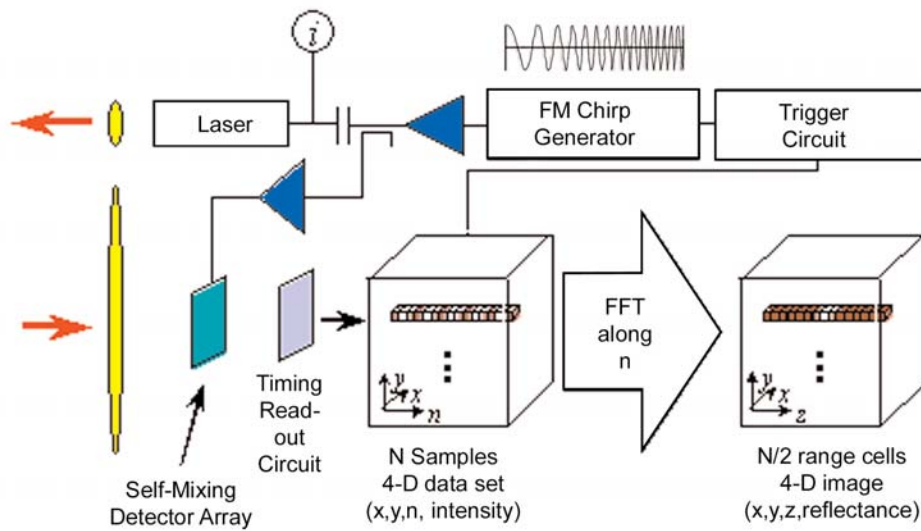 i
Laser
FM Chirp
Generator
Trigger
Circuit
FFT
along
n
y
x
n
y
x
z
Timing
Read-
out
Circuit
Self-Mixing
Detector Array
N Samples
4-D data set
(x,y,n, intensity)
N/2 range cells
4-D image
(x,y,z,reflectance)